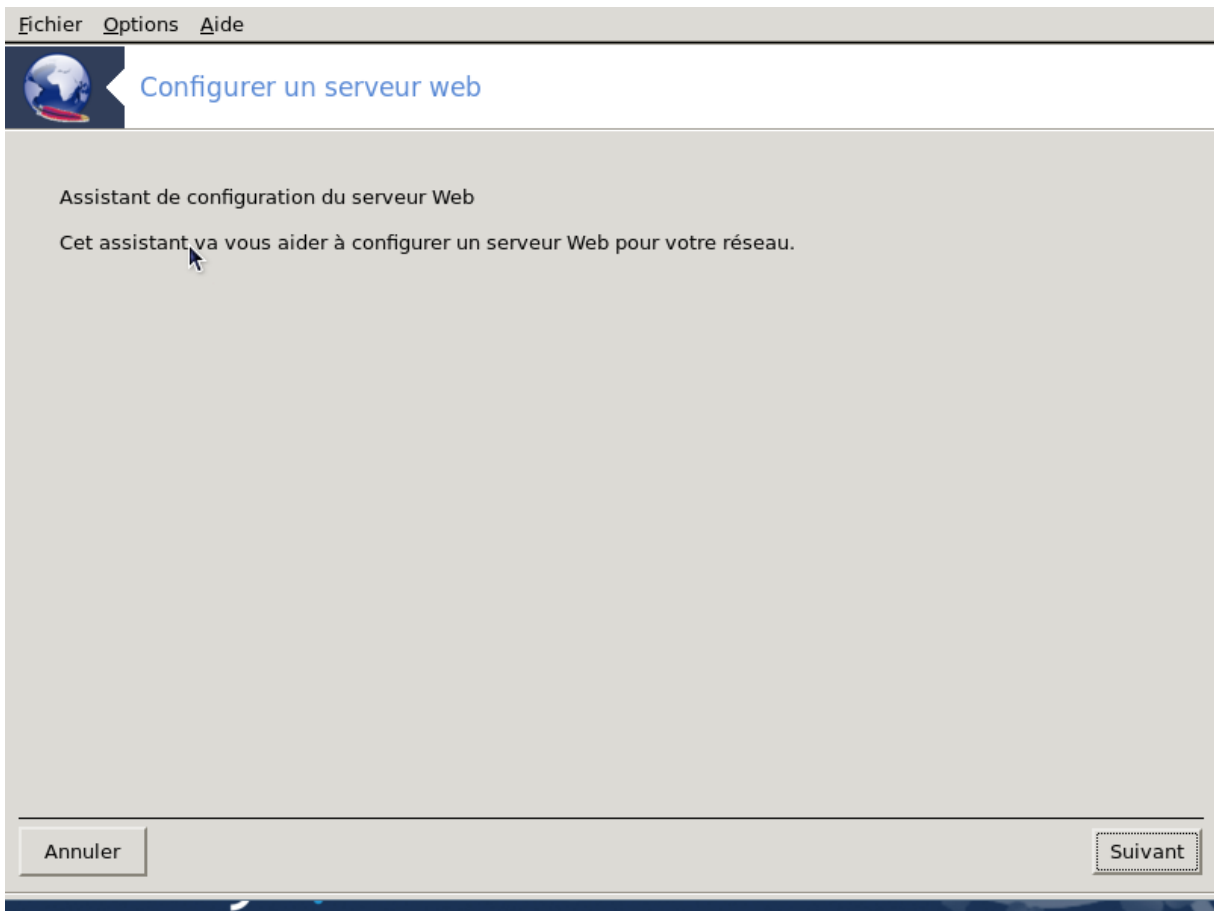 Fichier Options Aide
Configurer un serveur web
Assistant de configuration du serveur Web
Cet assistant va vous aider à configurer un serveur Web pour votre réseau.
Annuler Suivant